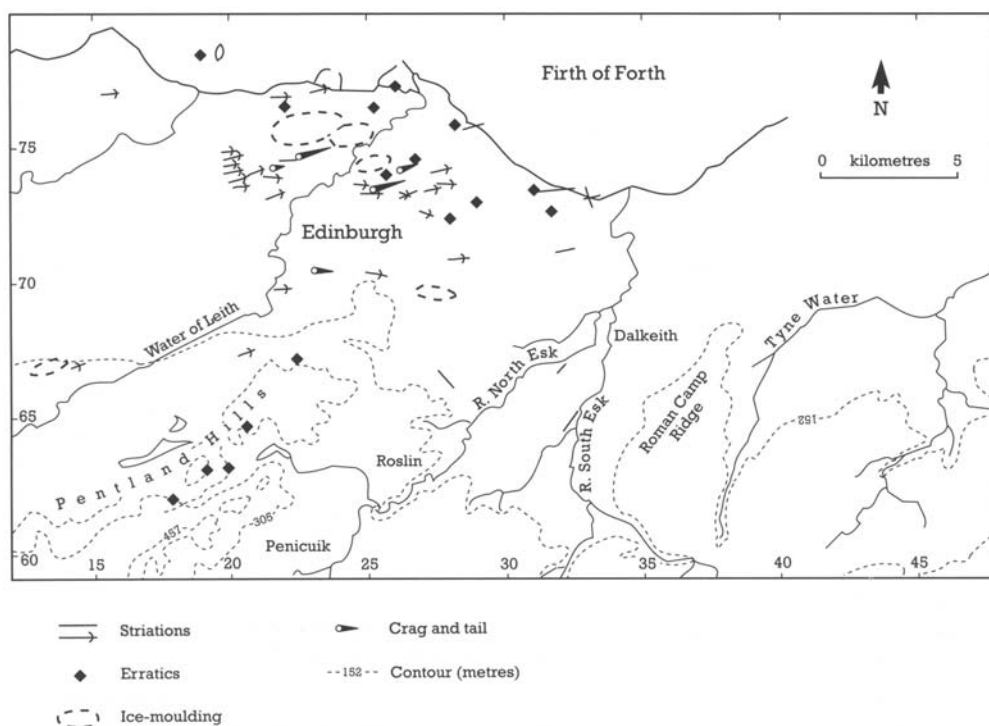 Firth of Forth
N
0 kilometres 5
75
Edinburgh
70
Water of Leith
Tyne Water
Dalkeith
R. North Esk
65
Pentland Hills
R. South Esk
Roman Camp
Ridge
152
Roslin
457
305
Penicuik
60 15 20 25 30 35 40 45
Striations
Crag and tail
Erratics
--152-- Contour (metres)
Ice-moulding